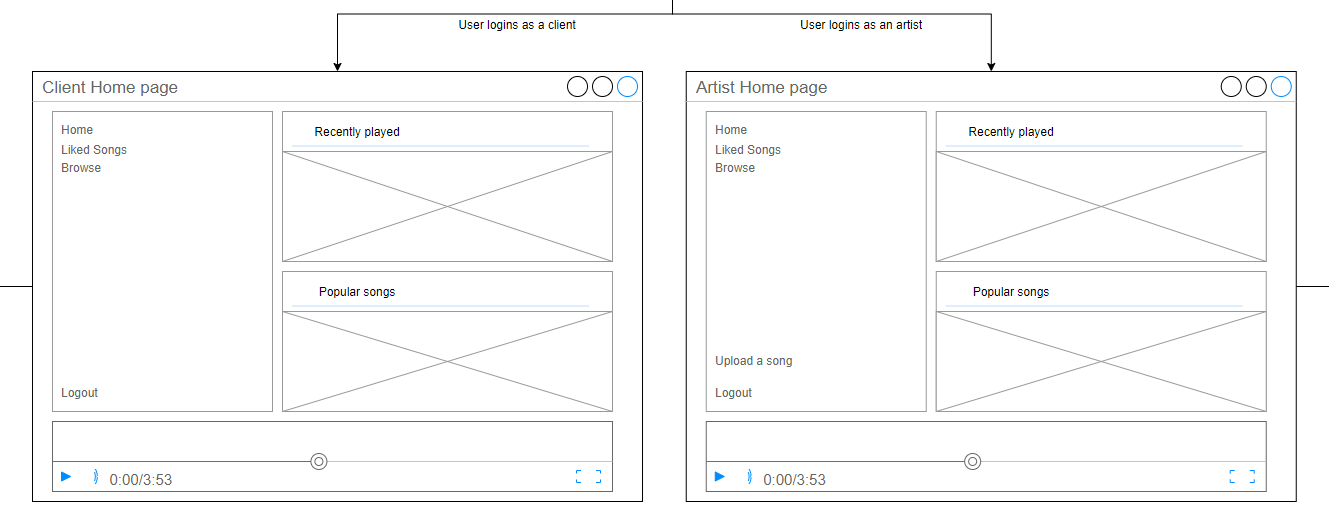 User logins as a client
User logins as an artist
Client Home page
Home
Liked Songs
Browse
Logout
Recently played
Popular songs
0:00/3:53
Artist Home page
Home
Liked Songs
Browse
Upload a song
Logout
Recently played
Popular songs
0:00/3:53